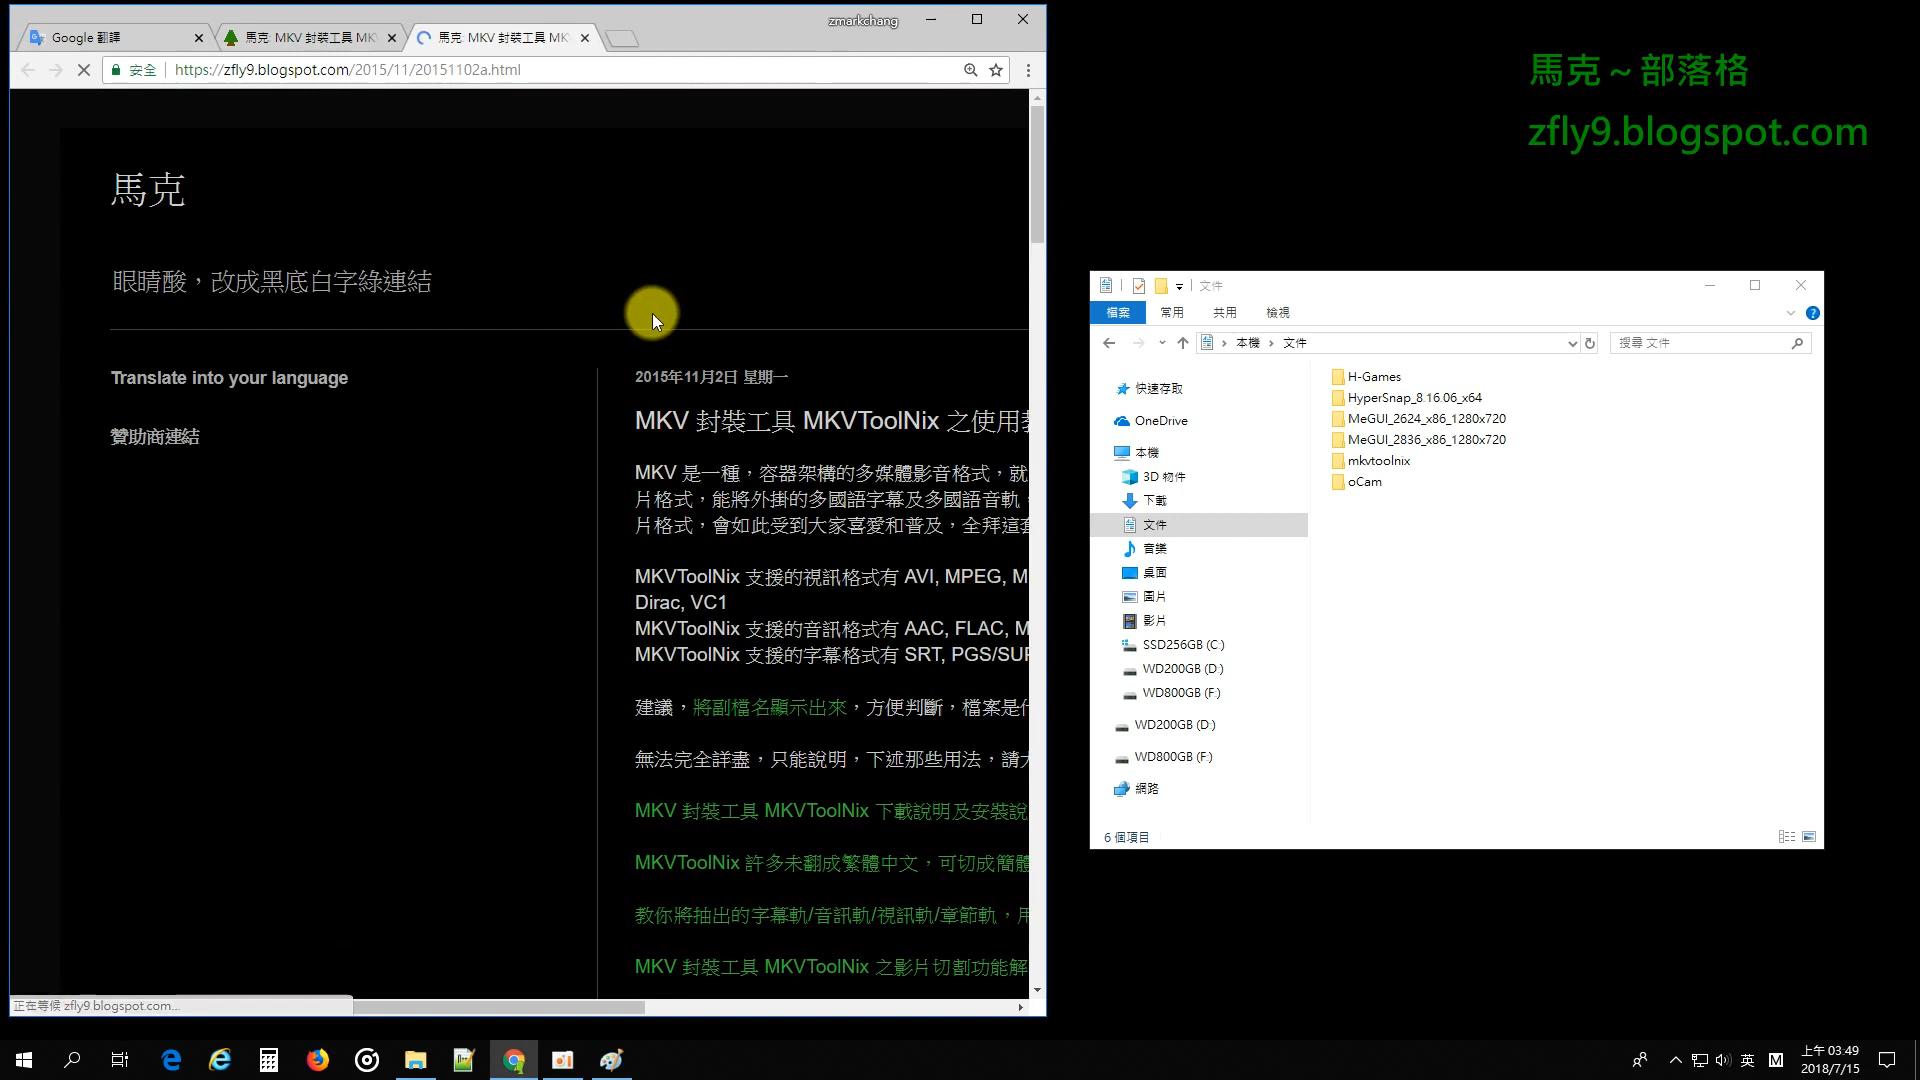 zmarkchang
Google 翻譯
馬克: MKV 封裝工具 MK
馬克: MKV 封裝工具 MK
安全
https://zfly9.blogspot.com/2015/11/20151102a.html
馬克
眼睛酸，改成黑底白字綠連結
Translate into your language
贊助商連結
2015年11月2日 星期一
MKV 封裝工具 MKVToolNix 之使用
MKV 是一種，容器架構的多媒體影音格式，就
片格式，能將外掛的多國語字幕及多國語音軌
片格式，會如此受到大家喜愛和普及，全拜這
MKVToolNix 支援的視訊格式有 AVI, MPEG, M
Dirac, VC1
MKVToolNix 支援的音訊格式有 AAC, FLAC, M
MKVToolNix 支援的字幕格式有 SRT, PGS/SUP
建議，將副檔名顯示出來，方便判斷，檔案是
無法完全詳盡，只能說明，下述那些用法，請
MKV 封裝工具 MKVToolNix 下載說明及安裝說
MKVToolNix 許多未翻成繁體中文，可切成簡體
教你將抽出的字幕軌/音訊軌/視訊軌/章節軌，用
MKV 封裝工具 MKVToolNix 之影片切割功能解
正在等候 zfly9.blogspot.com...
馬克～部落格
zfly9.blogspot.com
文件
檔案 常用 共用 檢視
本機 文件
搜尋 文件
快速存取
OneDrive
本機
3D 物件
下載
文件
音樂
桌面
圖片
影片
SSD256GB (C:)
WD200GB (D:)
WD800GB (F:)
WD200GB (D:)
WD800GB (F:)
網路
H-Games
HyperSnap_8.16.06_x64
MeGUI_2624_x86_1280x720
MeGUI_2836_x86_1280x720
mkvtoolnix
oCam
6 個項目
英
M
上午 03:49
2018/7/15